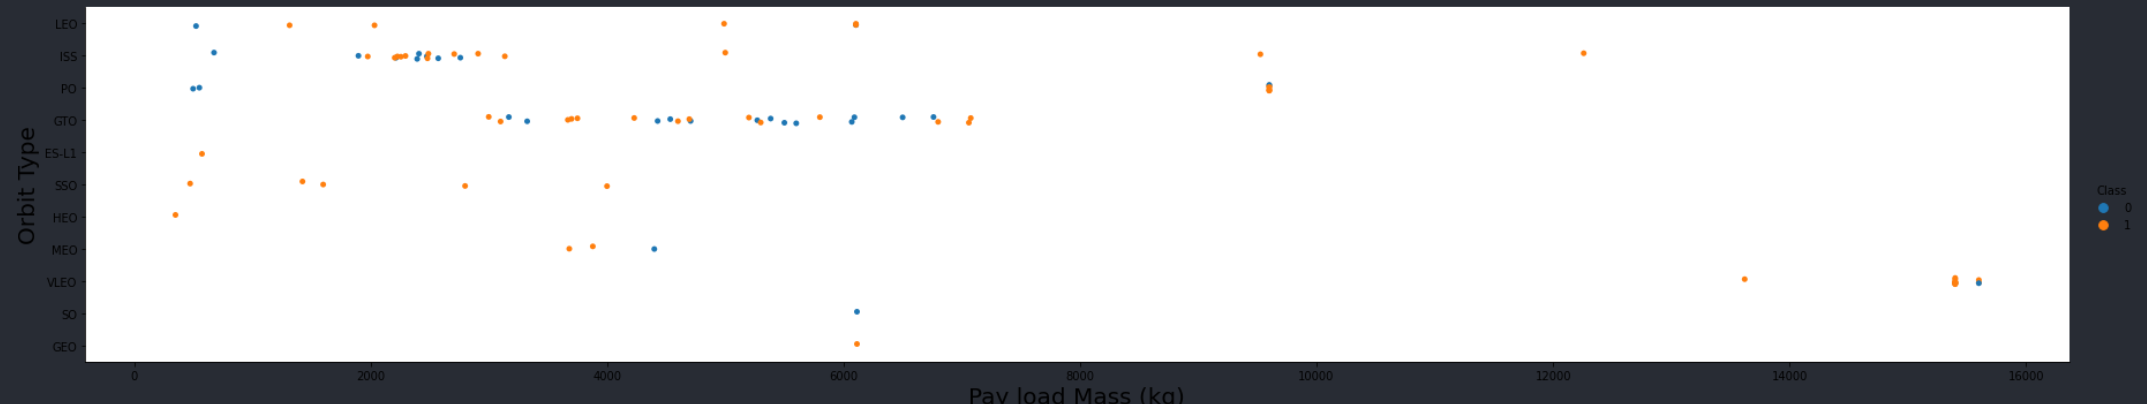 LEO
ISS
PO
GTO
ES-L1
SSO
HEO
MEO
VLEO
SO
GEO
Orbit Type
0 2000 4000 6000 8000 10000 12000 14000 16000
Pay load Mass (kg)
Class
0
1